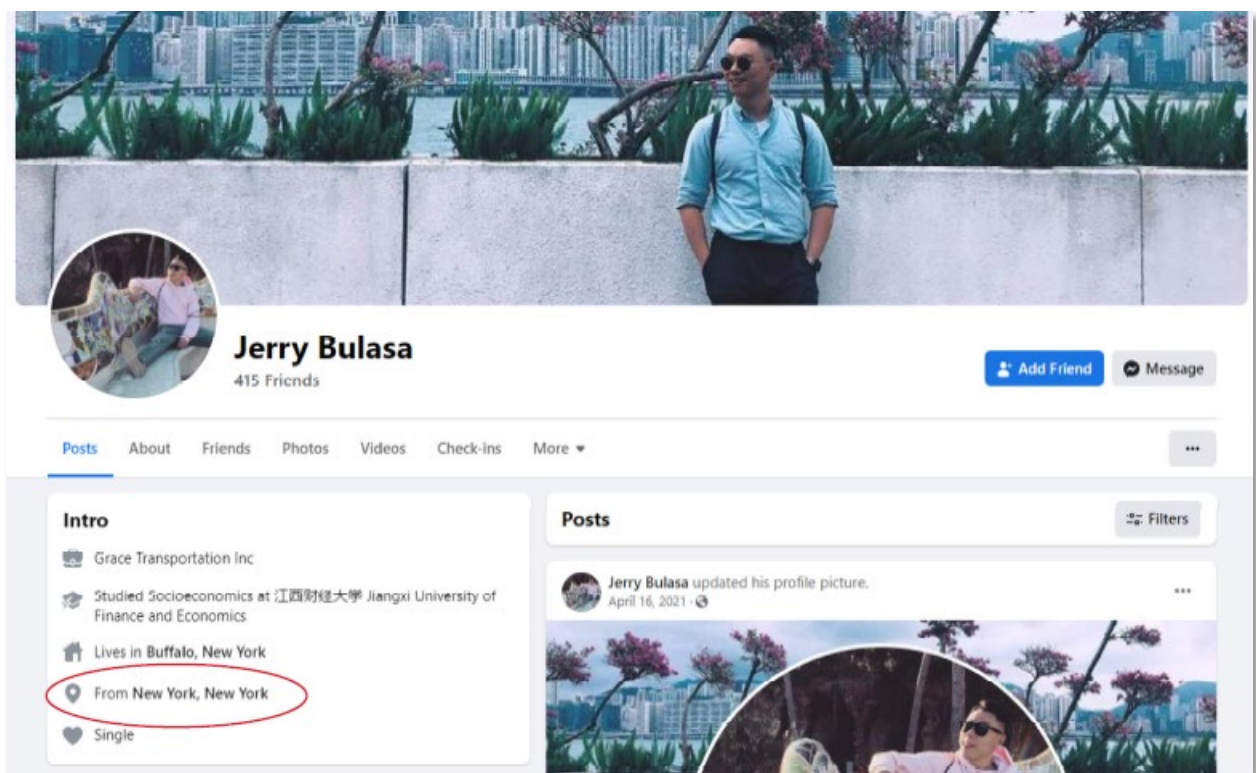 Jerry Bulasa
415 Friends
Add Friend
Message
Posts
About
Friends
Photos
Videos
Check-ins
More
Intro
Grace Transportation Inc
Studied Socioeconomics at 江西财经大学 Jiangxi University of
Finance and Economics
Lives in Buffalo, New York
From New York, New York
Single
Posts
Filters
Jerry Bulasa updated his profile picture.
April 16, 2021 ·